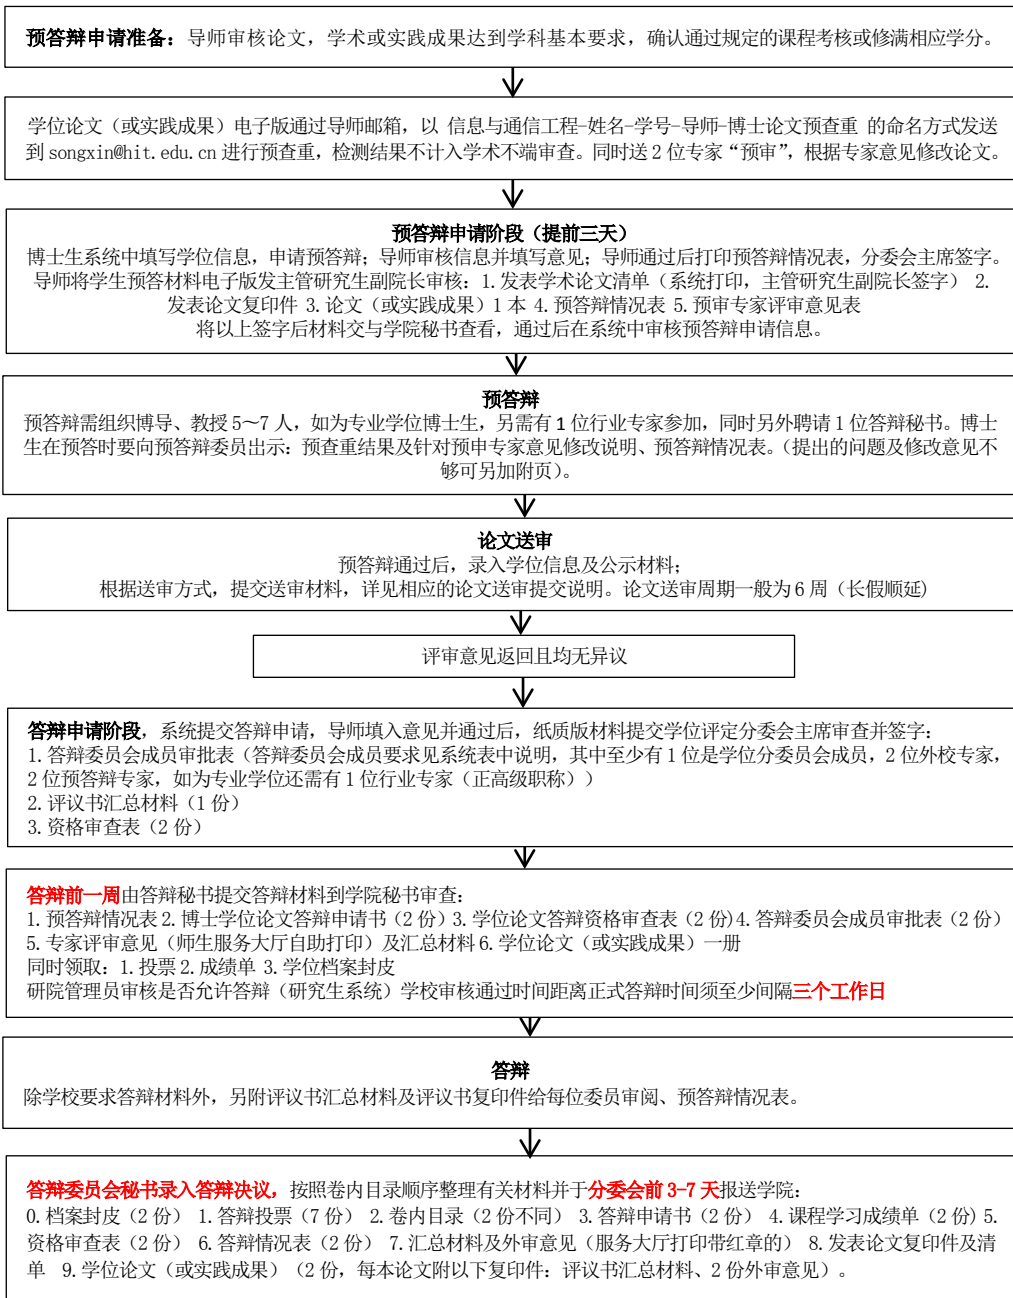 预答辩申请准备：导师审核论文，学术或实践成果达到学科基本要求，确认通过规定的课程考核或修满相应学分。
学位论文（或实践成果）电子版通过导师邮箱，以 信息与通信工程-姓名-学号-导师-博士论文预查重 的命名方式发送
到 songxin@hit.edu.cn 进行预查重，检测结果不计入学术不端审查。同时送 2 位专家“预审”，根据专家意见修改论文。
预答辩申请阶段（提前三天）
博士生系统中填写学位信息，申请预答辩；导师审核信息并填写意见；导师通过后打印预答辩情况表，分委会主席签字。
导师将学生预答材料电子版发主管研究生副院长审核：1. 发表学术论文清单（系统打印，主管研究生副院长签字） 2.
发表论文复印件 3. 论文（或实践成果）1 本 4. 预答辩情况表 5. 预审专家评审意见表
将以上签字后材料交与学院秘书查看，通过后在系统中审核预答辩申请信息。
预答辩
预答辩需组织博导、教授 5～7 人，如为专业学位博士生，另需有 1 位行业专家参加，同时另外聘请 1 位答辩秘书。博士
生在预答时要向预答辩委员出示：预查重结果及针对预申专家意见修改说明、预答辩情况表。（提出的问题及修改意见不
够可另加附页）。
论文送审
预答辩通过后，录入学位信息及公示材料；
根据送审方式，提交送审材料，详见相应的论文送审提交说明。论文送审周期一般为 6 周（长假顺延）
评审意见返回且均无异议
答辩申请阶段，系统提交答辩申请，导师填入意见并通过后，纸质版材料提交学位评定分委会主席审查并签字：
1. 答辩委员会成员审批表（答辩委员会成员要求见系统表中说明，其中至少有 1 位是学位分委员会成员，2 位外校专家，
2 位预答辩专家，如为专业学位还需有 1 位行业专家（正高级职称））
2. 评议书汇总材料（1 份）
3. 资格审查表（2 份）
答辩前一周由答辩秘书提交答辩材料到学院秘书审查：
1. 预答辩情况表 2. 博士学位论文答辩申请书（2 份）3. 学位论文答辩资格审查表（2 份）4. 答辩委员会成员审批表（2 份）
5. 专家评审意见（师生服务大厅自助打印）及汇总材料 6. 学位论文（或实践成果）一册
同时领取：1. 投票 2. 成绩单 3. 学位档案封皮
研院管理员审核是否允许答辩（研究生系统）学校审核通过时间距离正式答辩时间须至少间隔三个工作日
答辩
除学校要求答辩材料外，另附评议书汇总材料及评议书复印件给每位委员审阅、预答辩情况表。
答辩委员会秘书录入答辩决议，按照卷内目录顺序整理有关材料并于分委会前 3-7 天报送学院：
0. 档案封皮（2 份） 1. 答辩投票（7 份） 2. 卷内目录（2 份不同） 3. 答辩申请书（2 份） 4. 课程学习成绩单（2 份）5.
资格审查表（2 份） 6. 答辩情况表（2 份） 7. 汇总材料及外审意见（服务大厅打印带红章的） 8. 发表论文复印件及清
单 9. 学位论文（或实践成果）（2 份，每本论文附以下复印件：评议书汇总材料、2 份外审意见）。